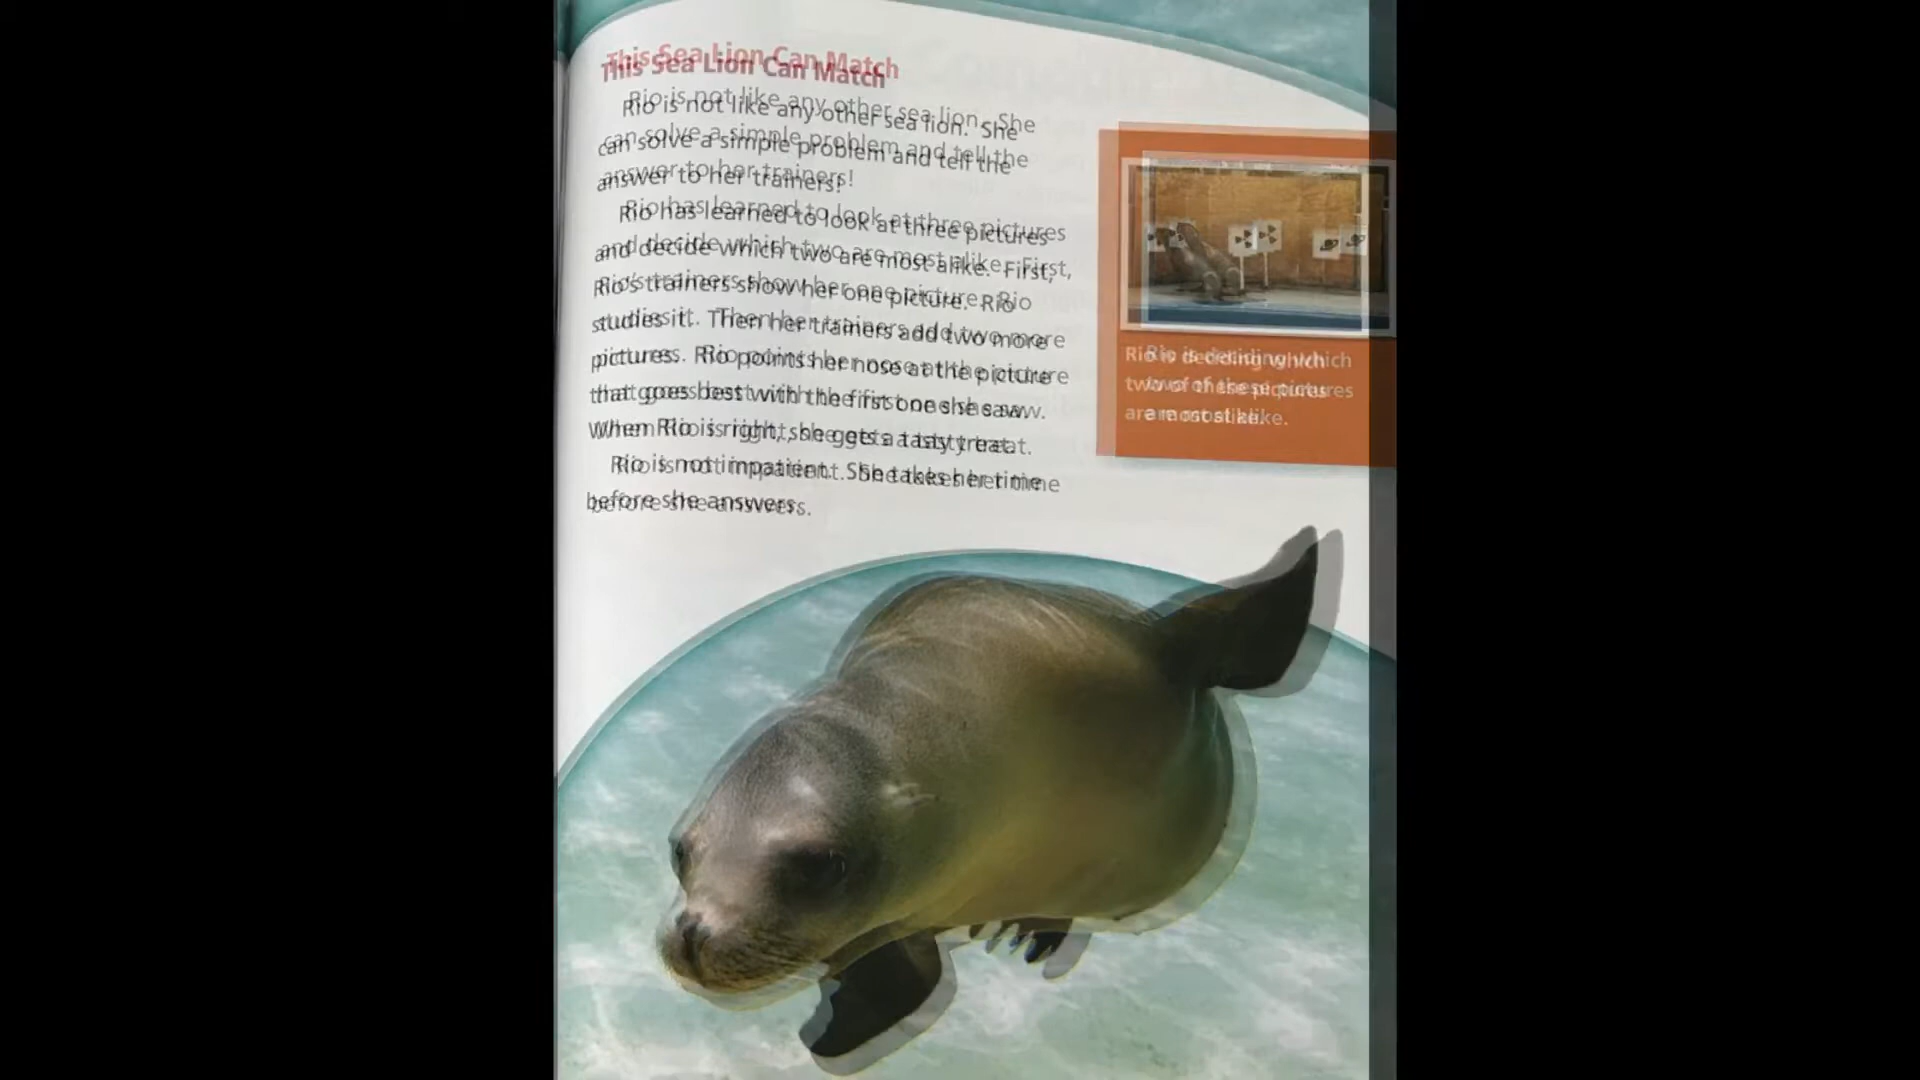 This Sea Lion Can Match
Rio is not like any other sea lion. She
can solve a simple problem and tell the
answer to her trainers!
Rio has learned to look at three pictures
and decide which two are most alike. First,
Rio's trainers show her one picture. Rio
studies it. Then her trainers add two more
pictures. Rio points her nose at the picture
that goes best with the first one she saw.
When Rio is right, she gets a tasty treat.
Rio is not impatient. She takes her time
before she answers.
Rio is deciding which
two of these pictures
are most alike.